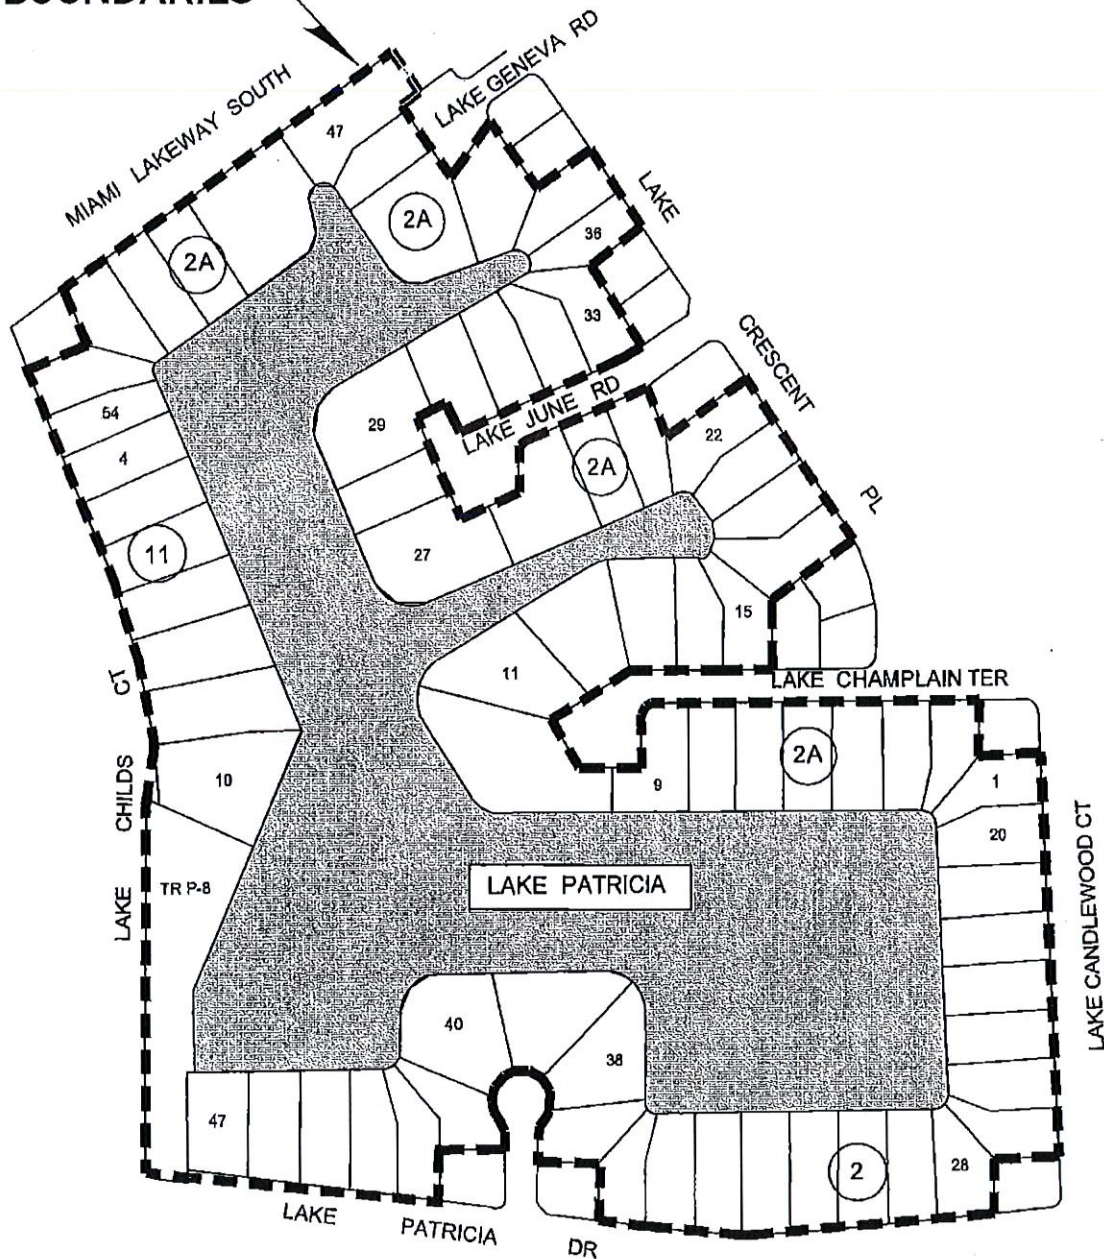 BOUNDARIES
MIAMI LAKEWAY SOUTH
LAKE GENEVA RD
47
2A
2A
LAKE
36
33
CRESCENT
54
29
LAKE JUNE RD
22
4
2A
PL
11
27
15
11
CT
LAKE CHAMPLAIN TER
10
2A
9
1
CHILDS
20
LAKE PATRICIA
TR P-8
LAKE
LAKE CANDLEWOOD CT
40
38
47
2
28
LAKE PATRICIA DR